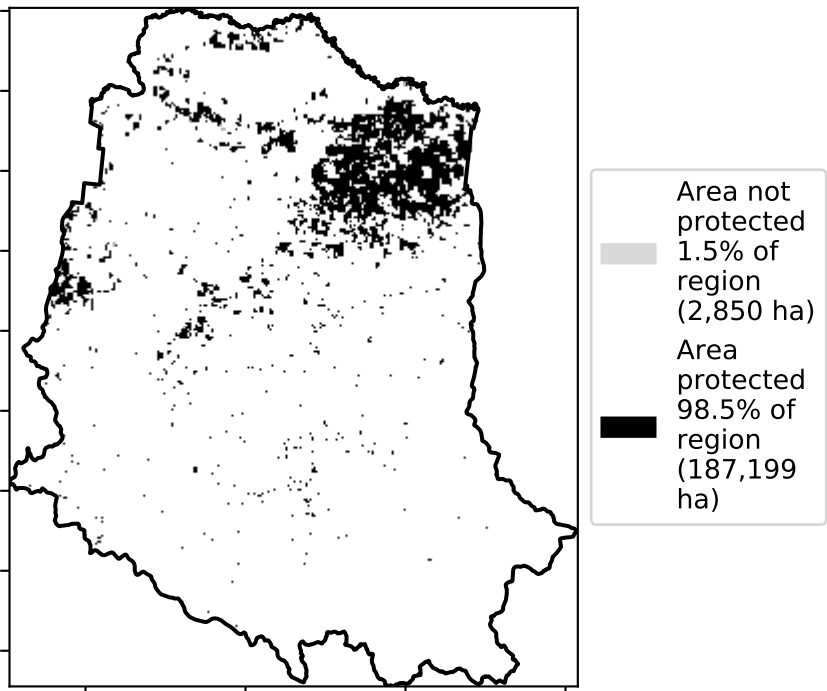 Area not
protected
1.5% of
region
(2,850 ha)
Area
protected
98.5% of
region
(187,199
ha)